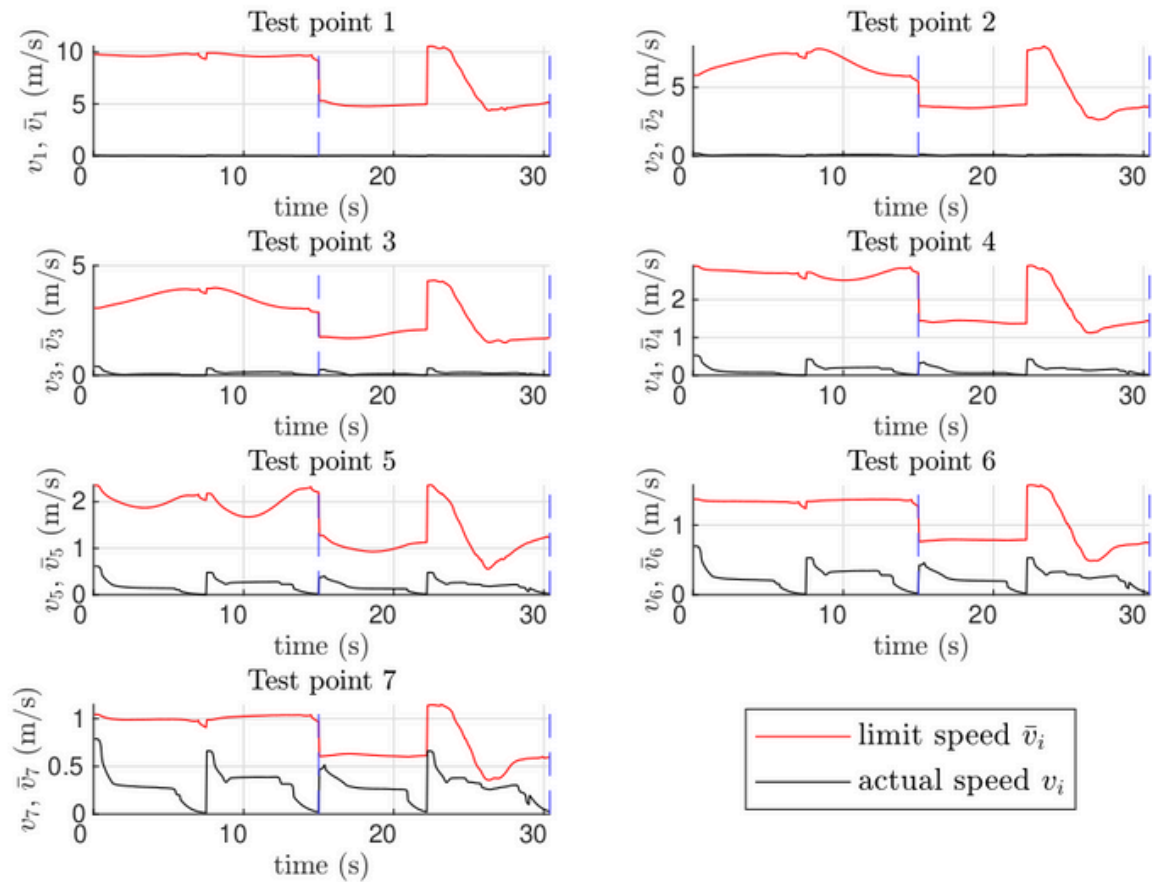 Test point 1
v₁, v̄₁ (m/s)
10
5
0
0 10 20 30
time (s)
Test point 2
v₂, v̄₂ (m/s)
5
0
0 10 20 30
time (s)
Test point 3
v₃, v̄₃ (m/s)
5
0
0 10 20 30
time (s)
Test point 4
v₄, v̄₄ (m/s)
2
1
0
0 10 20 30
time (s)
Test point 5
v₅, v̄₅ (m/s)
2
1
0
0 10 20 30
time (s)
Test point 6
v₆, v̄₆ (m/s)
1
0
0 10 20 30
time (s)
Test point 7
v₇, v̄₇ (m/s)
1
0.5
0
0 10 20 30
time (s)
limit speed v̄ᵢ
actual speed vᵢ